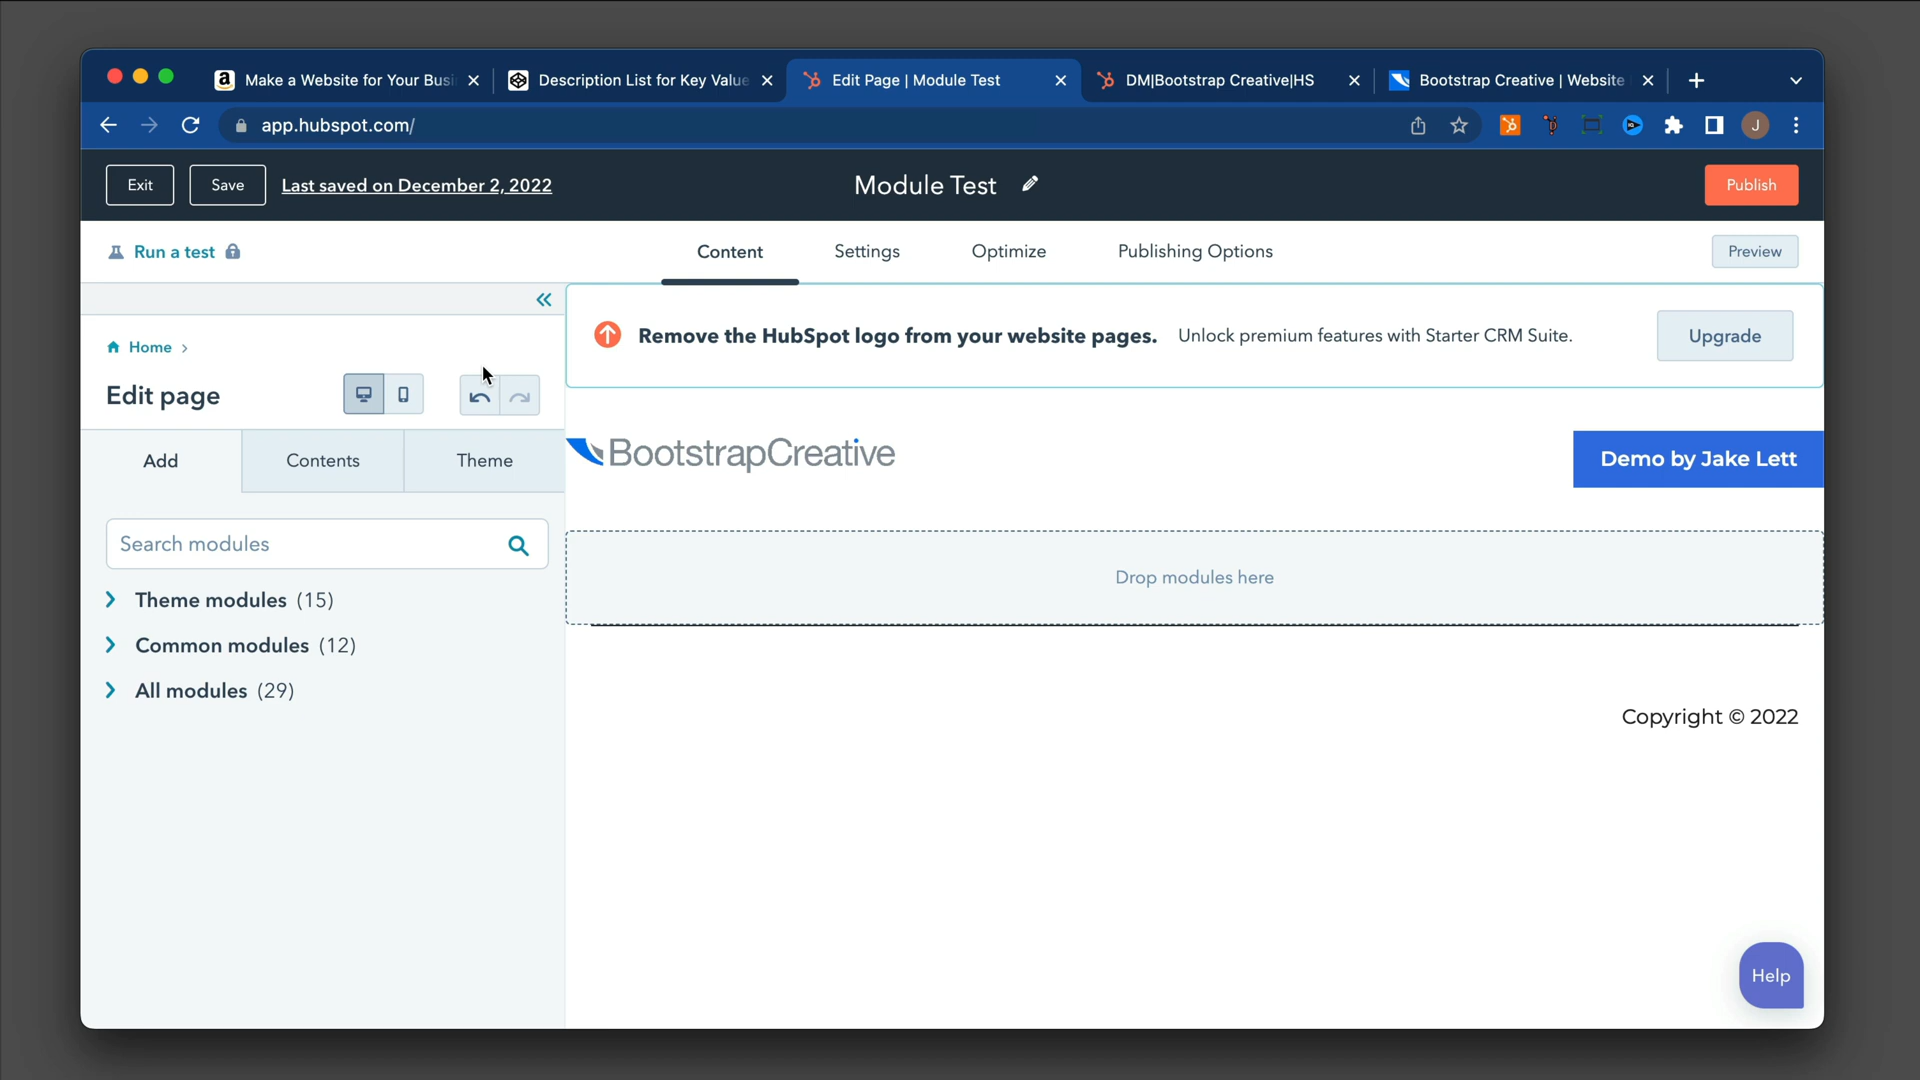 Make a Website for Your Busi
Description List for Key Value
Edit Page | Module Test
DM|Bootstrap Creative|HS
Bootstrap Creative | Website
app.hubspot.com/
J
Exit
Save
Last saved on December 2, 2022
Module Test
Publish
Run a test
Content
Settings
Optimize
Publishing Options
Preview
Remove the HubSpot logo from your website pages. Unlock premium features with Starter CRM Suite.
Upgrade
Home
Edit page
Add
Contents
Theme
BootstrapCreative
Demo by Jake Lett
Search modules
Drop modules here
Theme modules (15)
Common modules (12)
All modules (29)
Copyright © 2022
Help